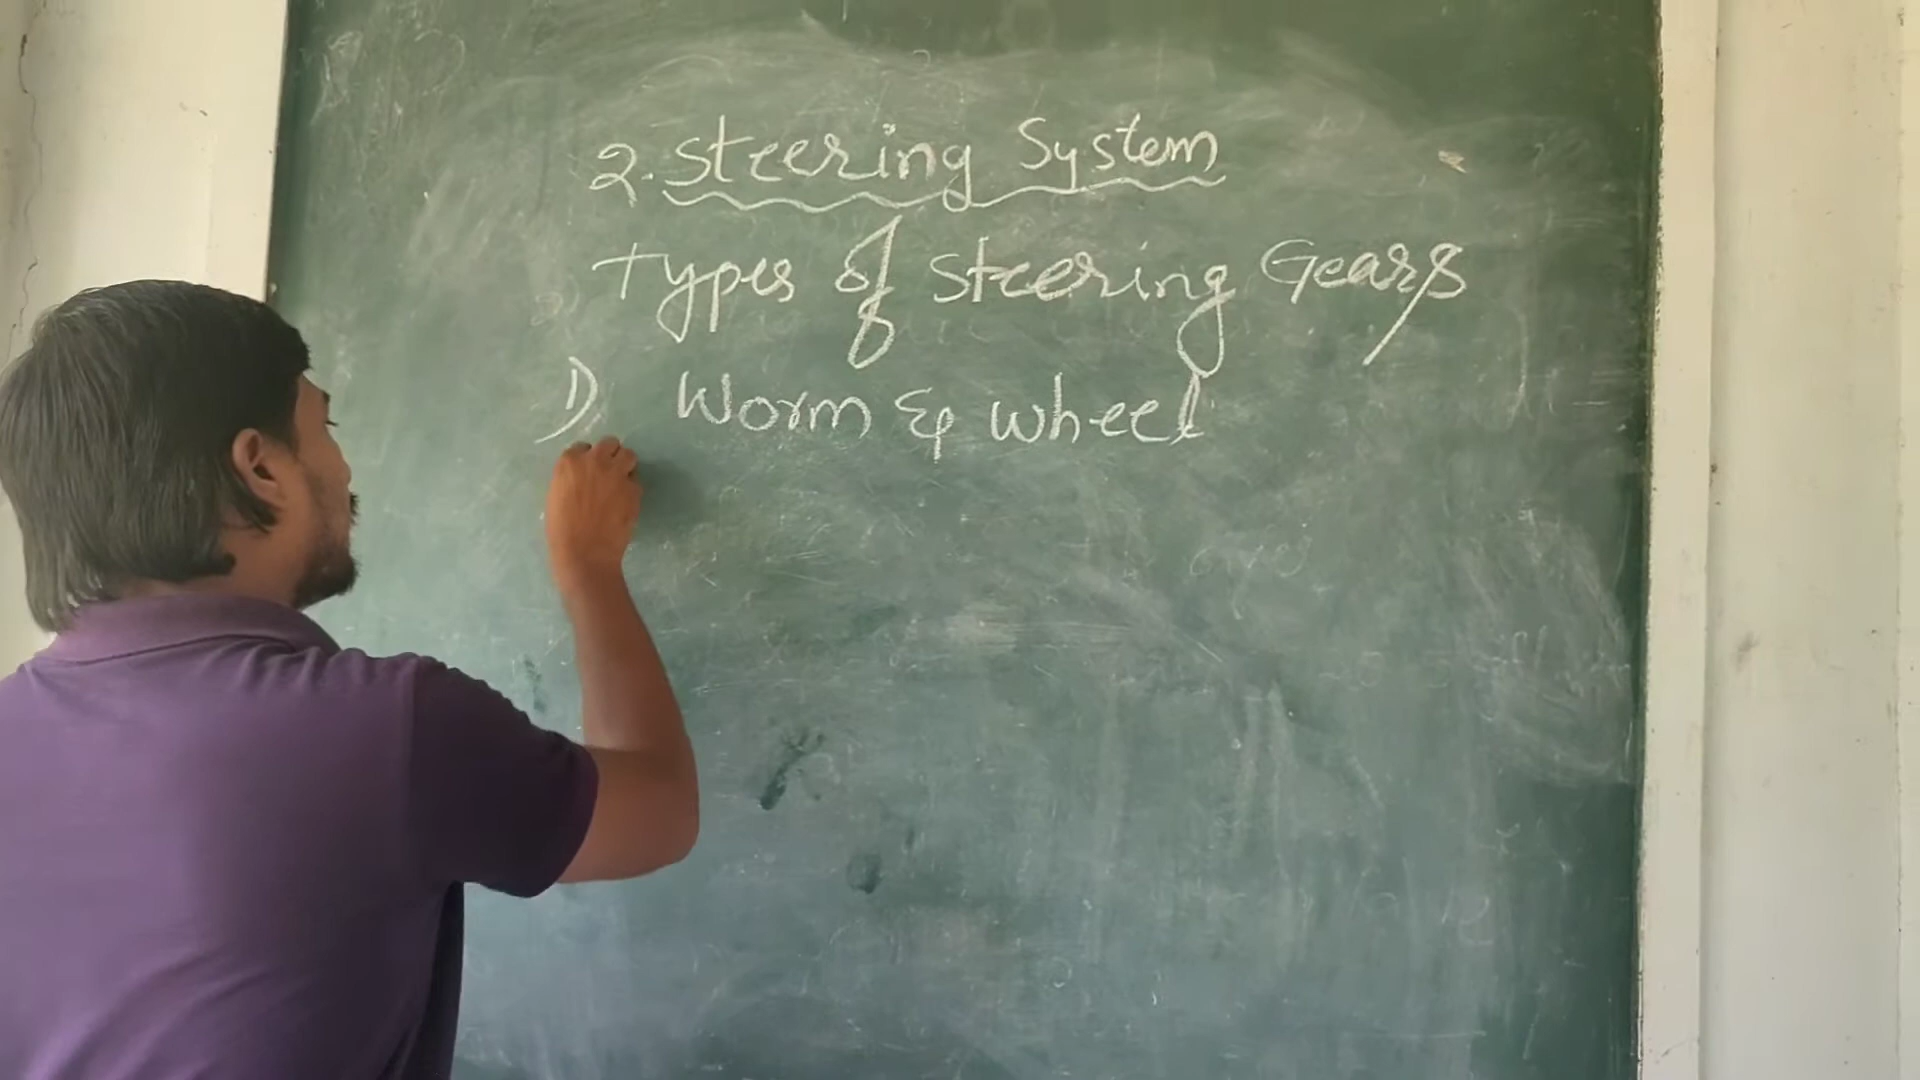 2. Steering System
Types of Steering Gears
1) Worm & Wheel